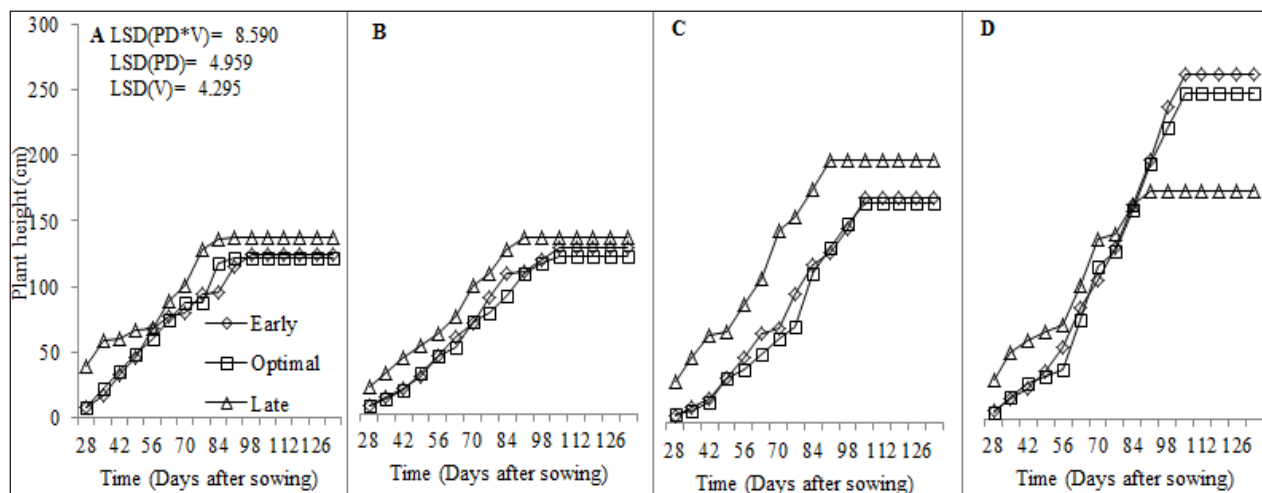 A LSD(PD*V)= 8.590
LSD(PD)= 4.959
LSD(V)= 4.295
B
C
D
Plant height (cm)
300
250
200
150
100
50
0
Early
Optimal
Late
28 42 56 70 84 98 112 126
28 42 56 70 84 98 112 126
28 42 56 70 84 98 112 126
28 42 56 70 84 98 112 126
Time (Days after sowing)
Time (Days after sowing)
Time (Days after sowing)
Time (Days after sowing)